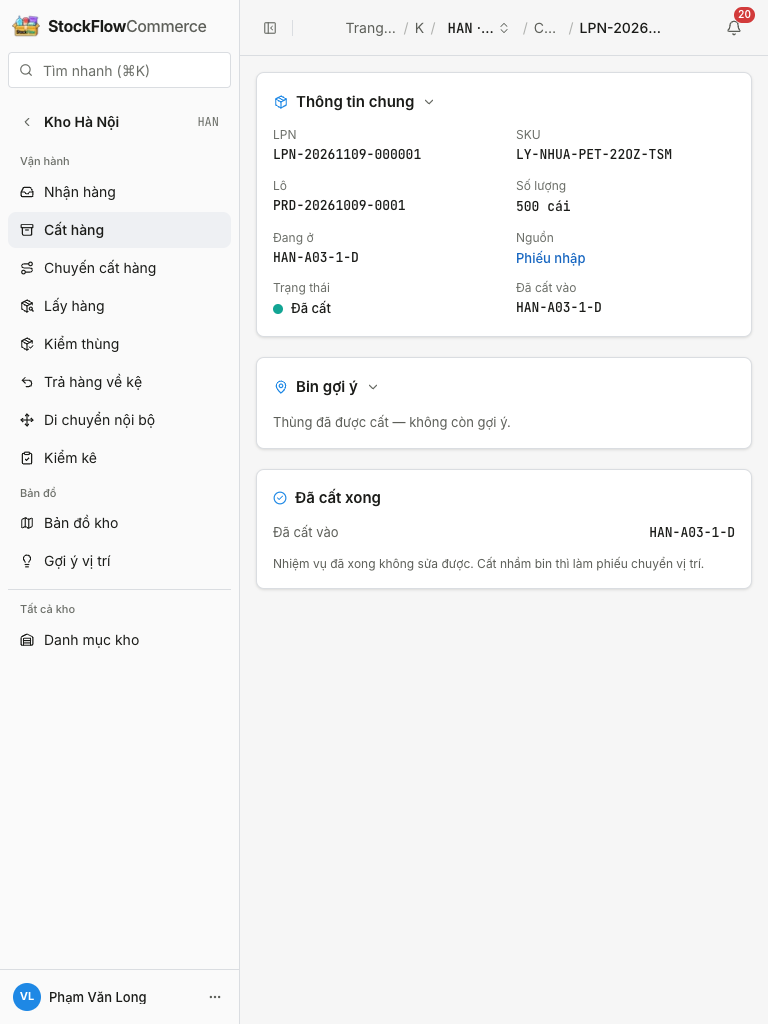 StockFlowCommerce
Tìm nhanh (⌘K)
Kho Hà Nội HAN
Vận hành
Nhận hàng
Cất hàng
Chuyến cất hàng
Lấy hàng
Kiểm thùng
Trả hàng về kệ
Di chuyển nội bộ
Kiểm kê
Bản đồ
Bản đồ kho
Gợi ý vị trí
Tất cả kho
Danh mục kho
VL Phạm Văn Long
Trang... / K / HAN ·... / C... / LPN-2026...
20
Thông tin chung
LPN
LPN-20261109-000001
SKU
LY-NHUA-PET-22OZ-TSM
Lô
PRD-20261009-0001
Số lượng
500 cái
Đang ở
HAN-A03-1-D
Nguồn
Phiếu nhập
Trạng thái
Đã cất
Đã cất vào
HAN-A03-1-D
Bin gợi ý
Thùng đã được cất — không còn gợi ý.
Đã cất xong
Đã cất vào HAN-A03-1-D
Nhiệm vụ đã xong không sửa được. Cất nhầm bin thì làm phiếu chuyển vị trí.